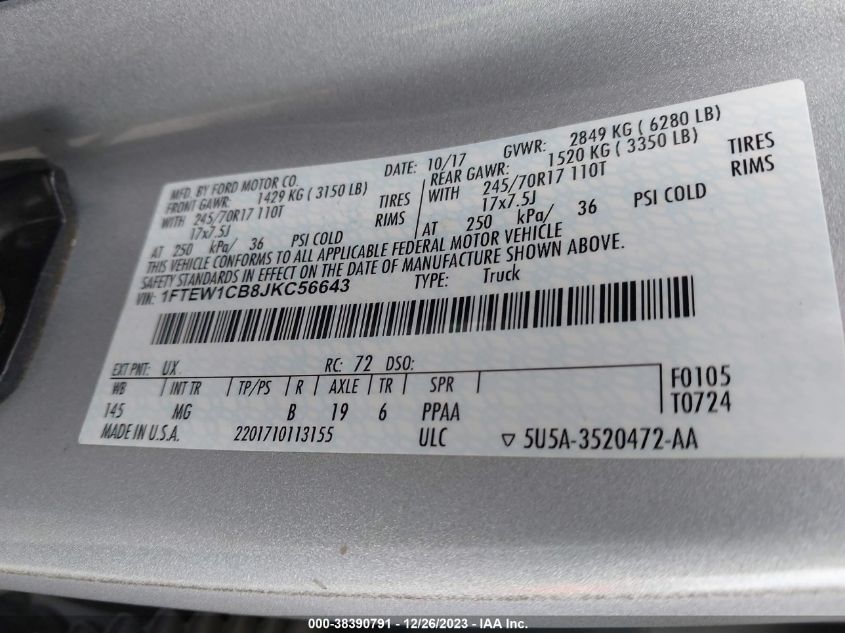 MFD. BY FORD MOTOR CO. DATE: 10/17 GVWR: 2849 KG ( 6280 LB)
FRONT GAWR: 1429 KG ( 3150 LB) REAR GAWR: 1520 KG ( 3350 LB)
WITH 245/70R17 110T TIRES WITH 245/70R17 110T TIRES
17x7.5J RIMS 17x7.5J RIMS
AT 250 kPa/ 36 PSI COLD AT 250 kPa/ 36 PSI COLD
THIS VEHICLE CONFORMS TO ALL APPLICABLE FEDERAL MOTOR VEHICLE
SAFETY STANDARDS IN EFFECT ON THE DATE OF MANUFACTURE SHOWN ABOVE.
VIN: 1FTEW1CB8JKC56643 TYPE: Truck
EXT PNT: UX RC: 72 DSO:
WB INT TR TP/PS R AXLE TR SPR F0105
145 MG B 19 6 PPAA T0724
MADE IN U.S.A. 2201710113155 ULC ▽ 5U5A-3520472-AA
000-38390791 - 12/26/2023 - IAA Inc.